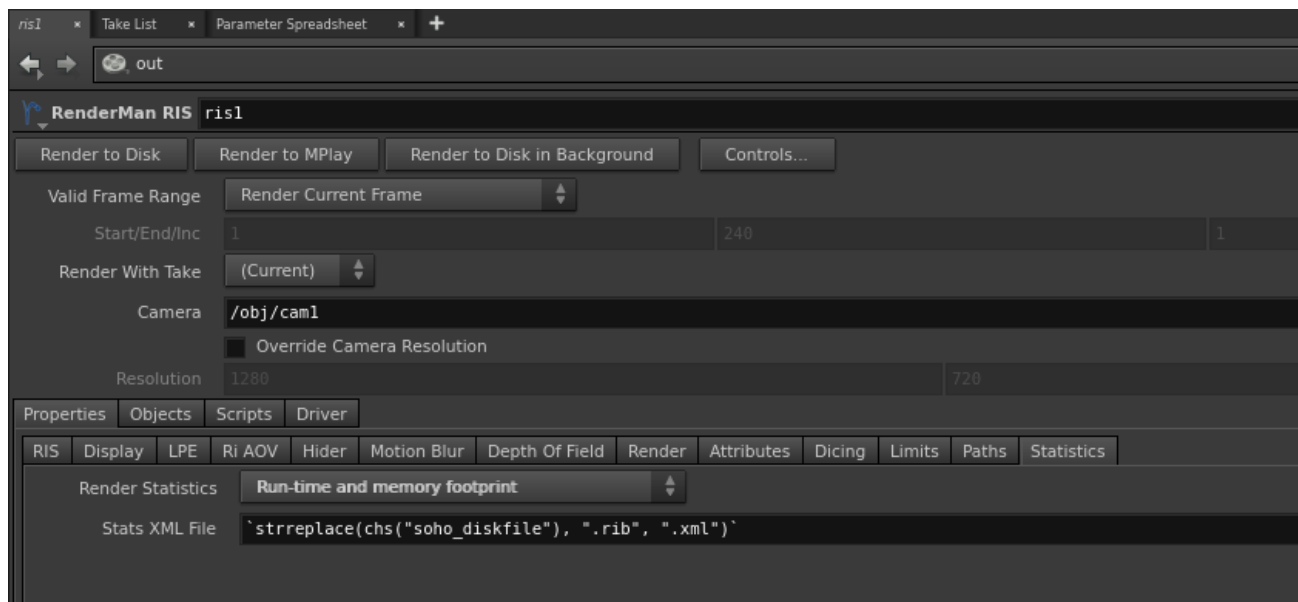 ris1 × Take List × Parameter Spreadsheet × +
out
RenderMan RIS ris1
Render to Disk Render to MPlay Render to Disk in Background Controls...
Valid Frame Range Render Current Frame
Start/End/Inc 1 240 1
Render With Take (Current)
Camera /obj/cam1
Override Camera Resolution
Resolution 1280 720
Properties Objects Scripts Driver
RIS Display LPE Ri AOV Hider Motion Blur Depth Of Field Render Attributes Dicing Limits Paths Statistics
Render Statistics Run-time and memory footprint
Stats XML File `strreplace(chs("soho_diskfile"), ".rib", ".xml")`